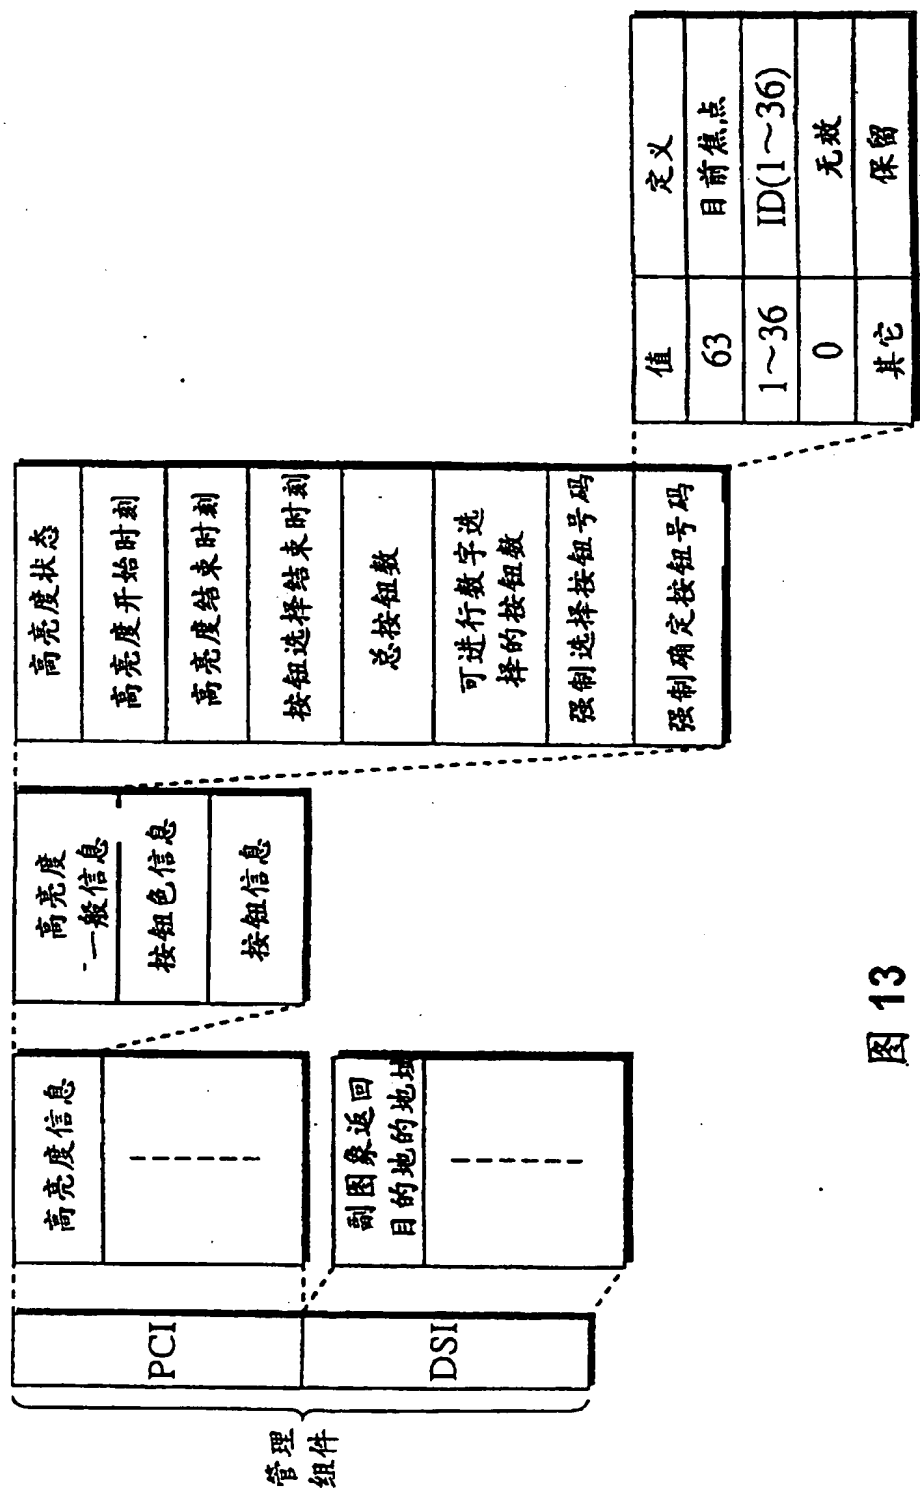 管理
组件
PCI
DSI
高亮度信息
副图象返回
目的地的地址
高亮度
一般信息
按钮色信息
按钮信息
高亮度状态
高亮度开始时刻
高亮度结束时刻
按钮选择结束时刻
总按钮数
可进行数字选
择的按钮数
强制选择按钮号码
强制确定按钮号码
值 定义
63 目前焦点
1～36 ID(1～36)
0 无效
其它 保留
图 13